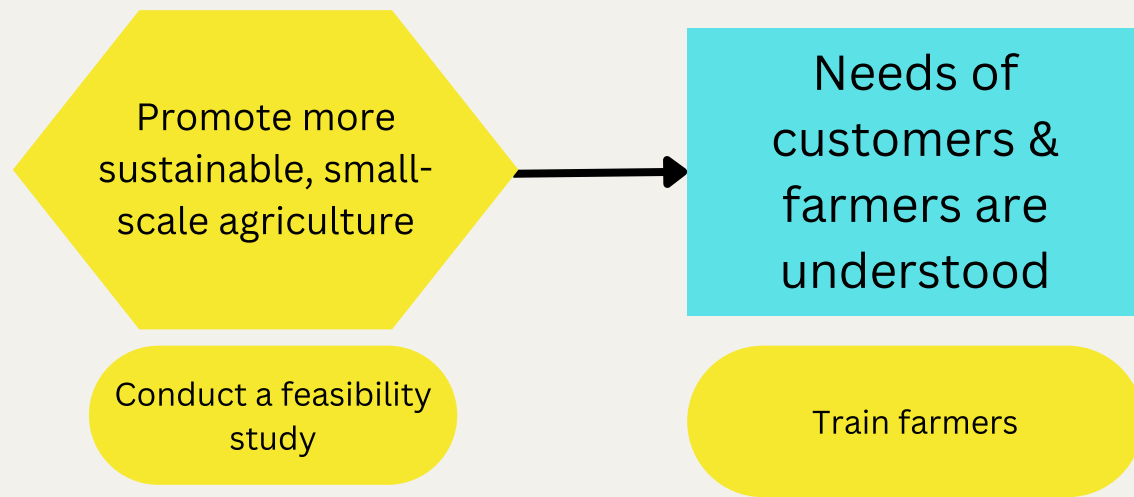 Promote more
sustainable, small-
scale agriculture
Needs of
customers &
farmers are
understood
Conduct a feasibility
study
Train farmers